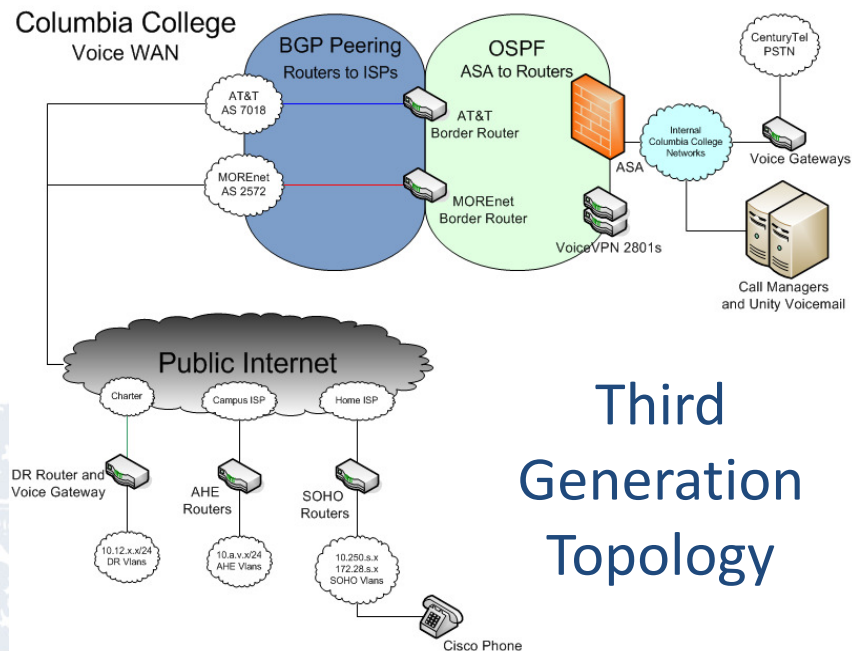 Columbia College
Voice WAN
BGP Peering
Routers to ISPs
OSPF
ASA to Routers
CenturyTel
PSTN
AT&T
AS 7018
AT&T
Border Router
MOREnet
AS 2572
MOREnet
Border Router
ASA
Internal
Columbia College
Networks
Voice Gateways
VoiceVPN 2801s
Call Managers
and Unity Voicemail
Public Internet
Charter
Campus ISP
Home ISP
DR Router and
Voice Gateway
AHE
Routers
SOHO
Routers
10.12.x.x/24
DR Vlans
10.a.v.x/24
AHE Vlans
10.250.s.x
172.28.s.x
SOHO Vlans
Cisco Phone
Third
Generation
Topology